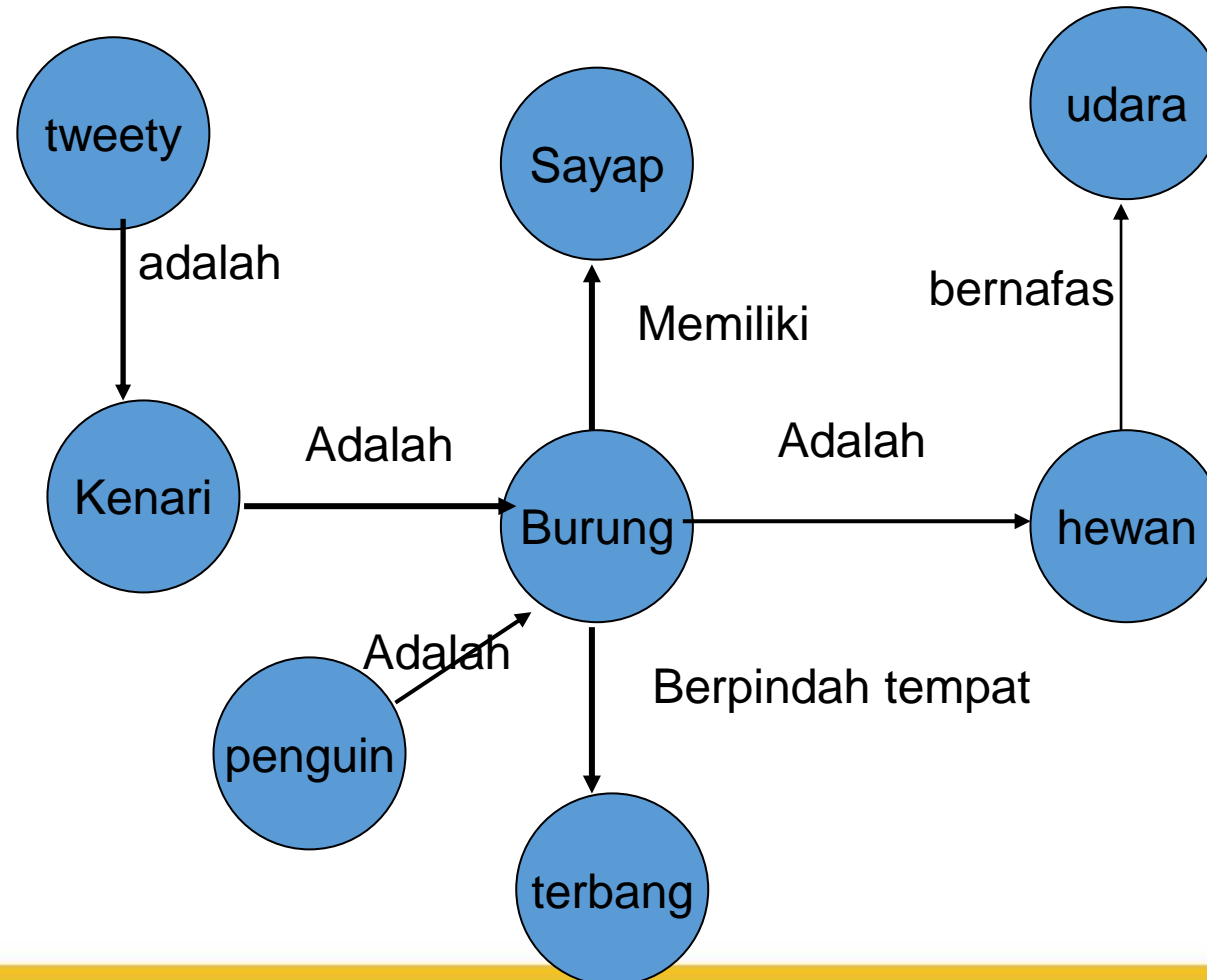 udara
tweety
Sayap
adalah
bernafas
Memiliki
Adalah
Adalah
Kenari
Burung
hewan
Adalah
Berpindah tempat
penguin
terbang